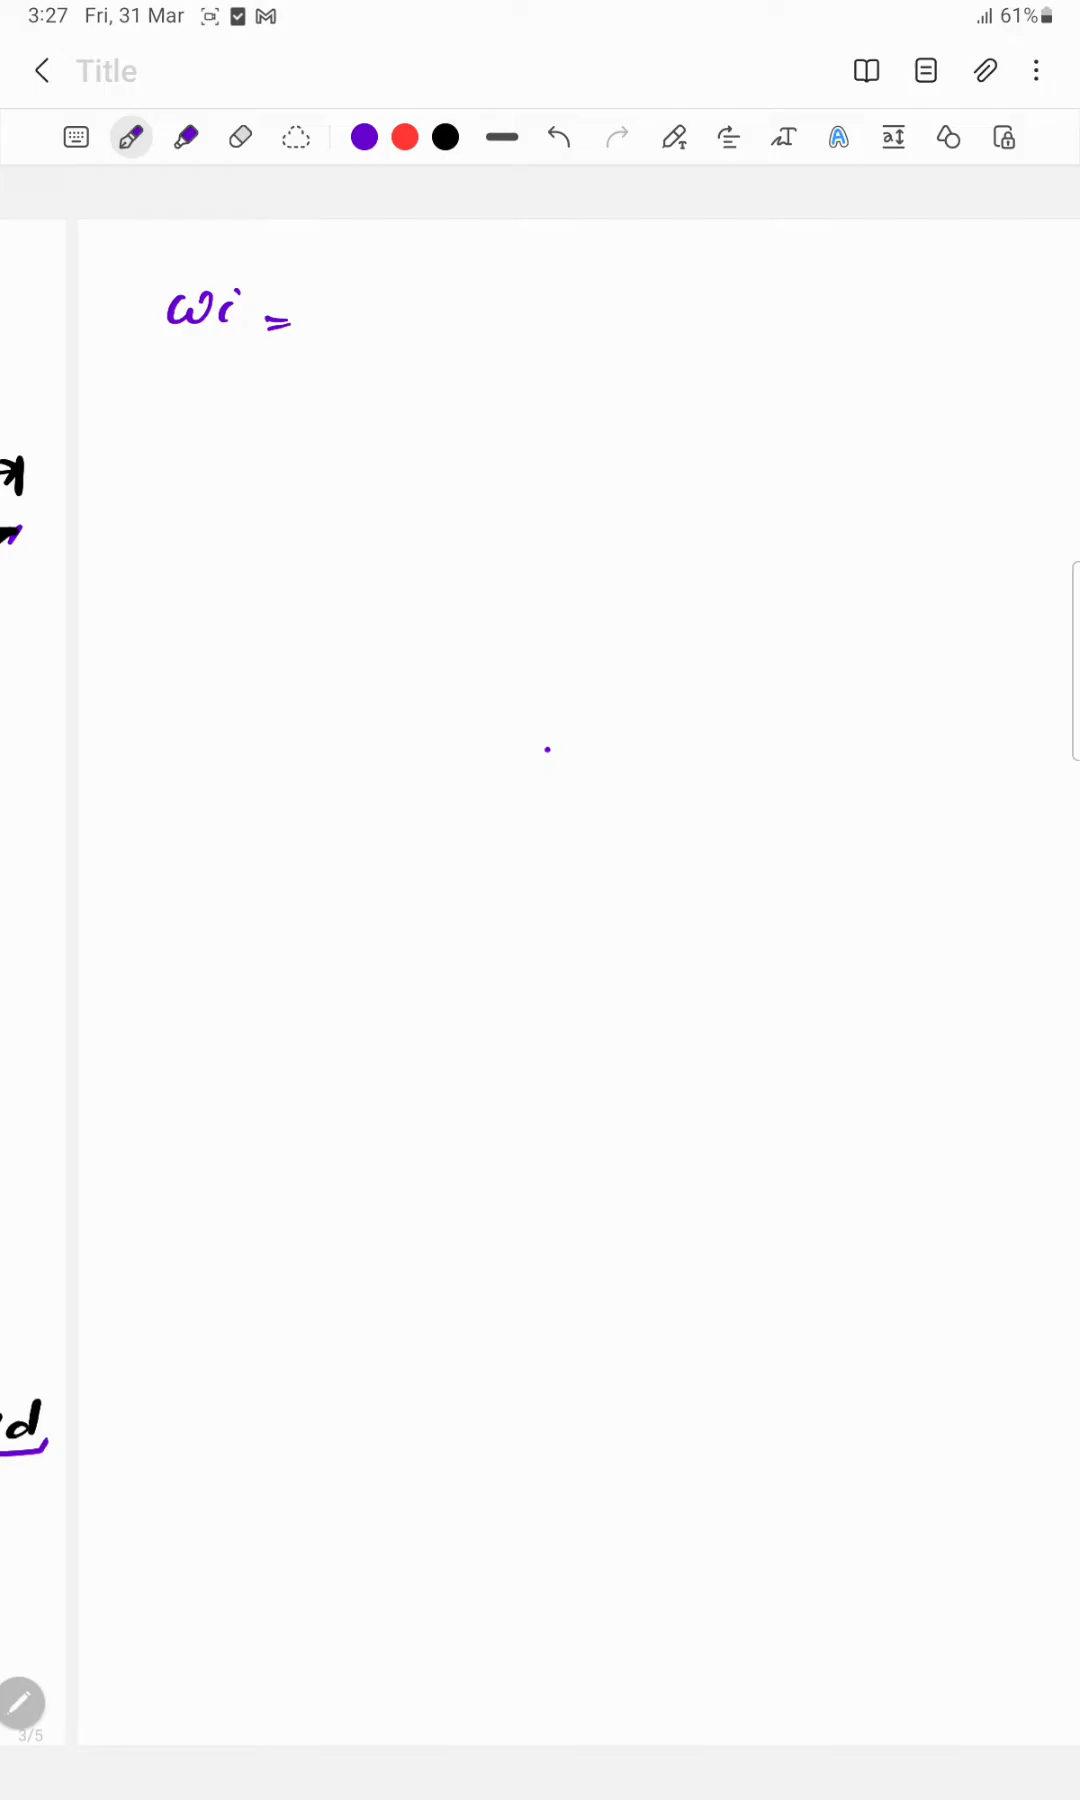 3:27 Fri, 31 Mar
61%
Title
ωi =
d
3/5